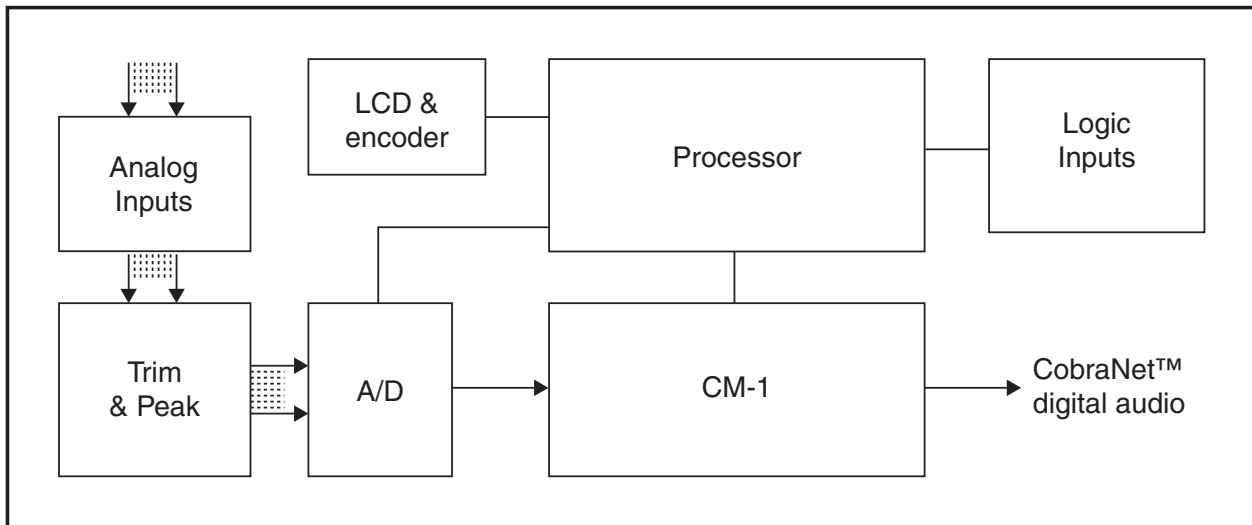 LCD &
encoder
Processor
Logic
Inputs
Analog
Inputs
Trim
& Peak
A/D
CM-1
CobraNet™
digital audio